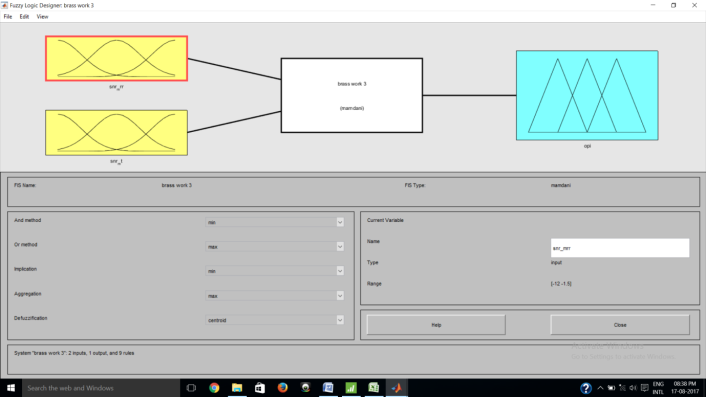 Fuzzy Logic Designer: brass work 3
File Edit View
brass work 3
(mamdani)
opi
FIS Name: brass work 3 FIS Type: mamdani
And method min
Or method max
Implication min
Aggregation max
Defuzzification centroid
Current Variable
Name snr_mrr
Type input
Range [-12 -1.5]
Help Close
System "brass work 3": 2 inputs, 1 output, and 9 rules
Search the web and Windows
ENG
INTL
08:38 PM
17-08-2017